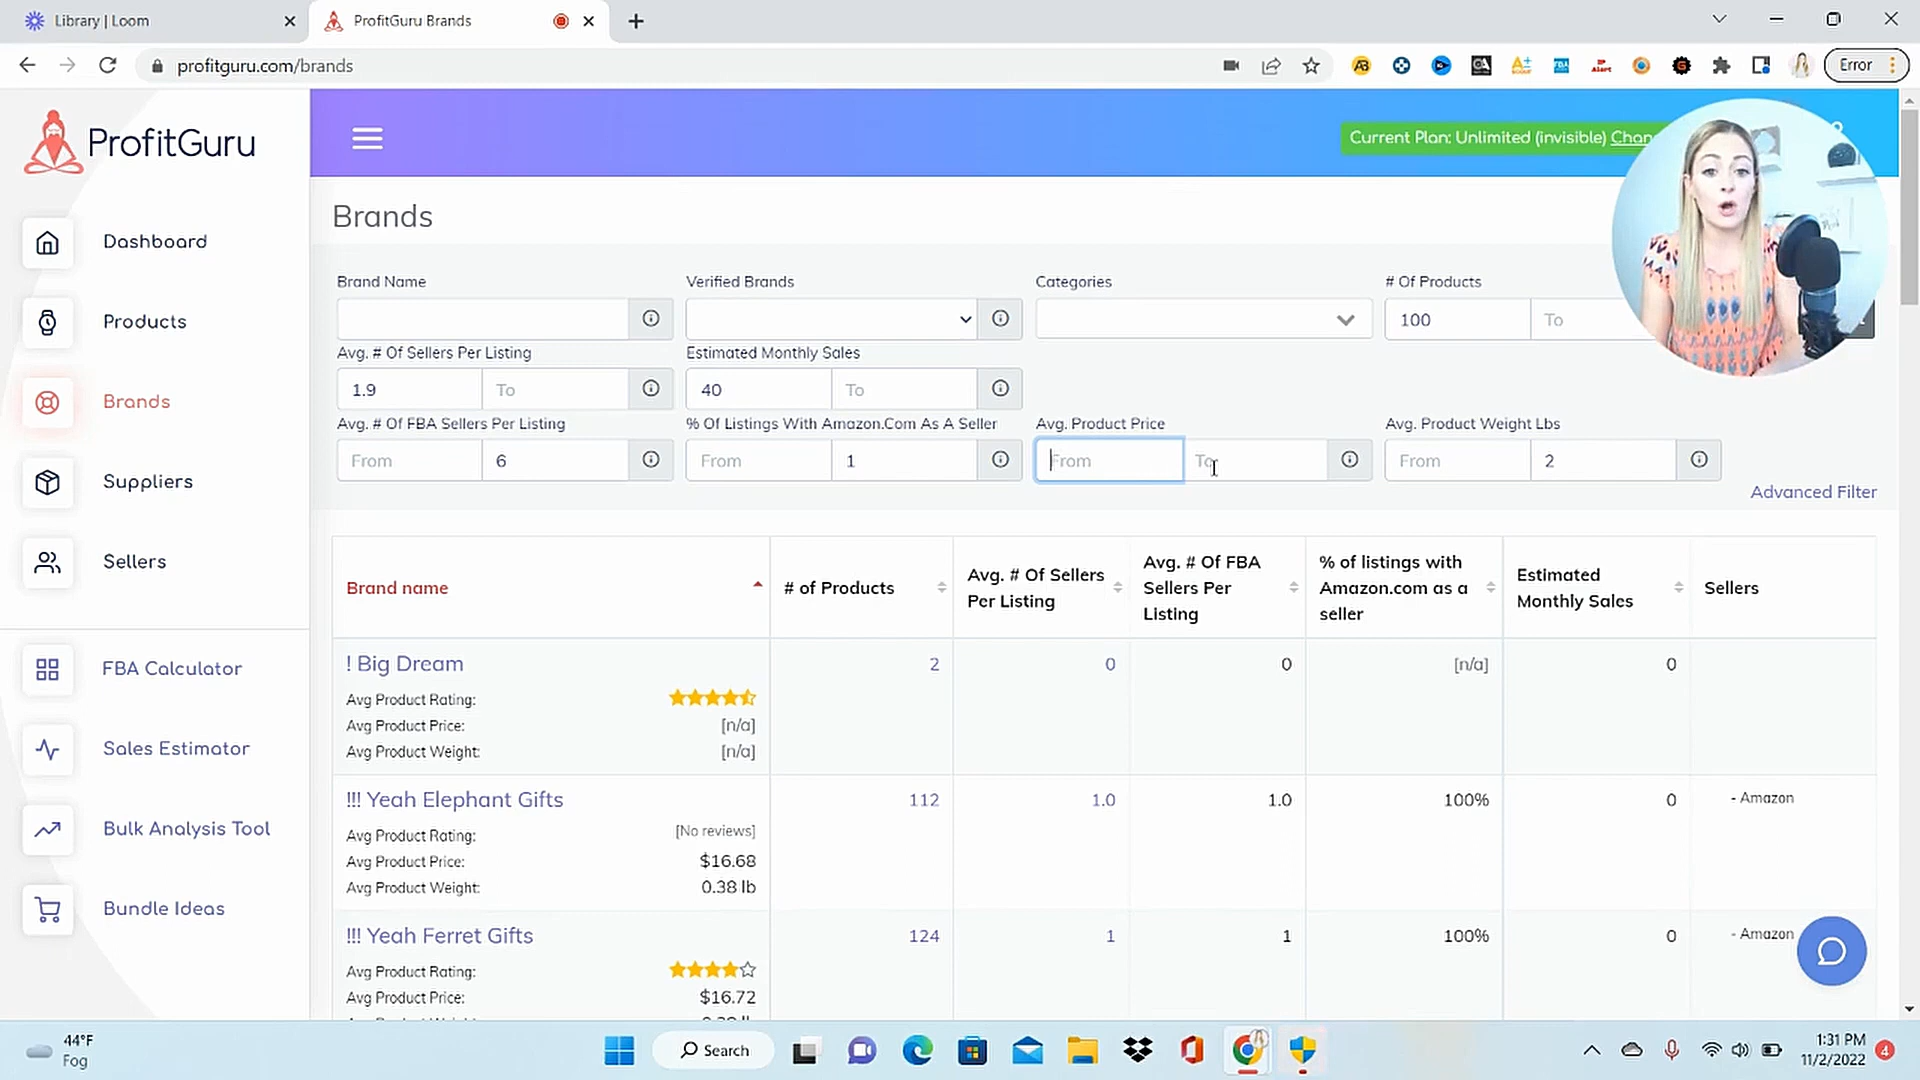 Library | Loom
ProfitGuru Brands
profitguru.com/brands
Error
ProfitGuru
Current Plan: Unlimited (invisible) Chan
Dashboard
Products
Brands
Suppliers
Sellers
FBA Calculator
Sales Estimator
Bulk Analysis Tool
Bundle Ideas
Brands
Brand Name
Verified Brands
Categories
# Of Products
100
To
Avg. # Of Sellers Per Listing
Estimated Monthly Sales
1.9
To
40
To
Avg. # Of FBA Sellers Per Listing
% Of Listings With Amazon.Com As A Seller
Avg. Product Price
Avg. Product Weight Lbs
From
6
From
1
From
To
From
2
Advanced Filter
Brand name
# of Products
Avg. # Of Sellers
Per Listing
Avg. # Of FBA
Sellers Per
Listing
% of listings with
Amazon.com as a
seller
Estimated
Monthly Sales
Sellers
! Big Dream
2
0
0
[n/a]
0
Avg Product Rating:
Avg Product Price:
[n/a]
Avg Product Weight:
[n/a]
!!! Yeah Elephant Gifts
112
1.0
1.0
100%
0
- Amazon
Avg Product Rating:
[No reviews]
Avg Product Price:
$16.68
Avg Product Weight:
0.38 lb
!!! Yeah Ferret Gifts
124
1
1
100%
0
- Amazon
Avg Product Rating:
Avg Product Price:
$16.72
44°F
Fog
Search
1:31 PM
11/2/2022
4